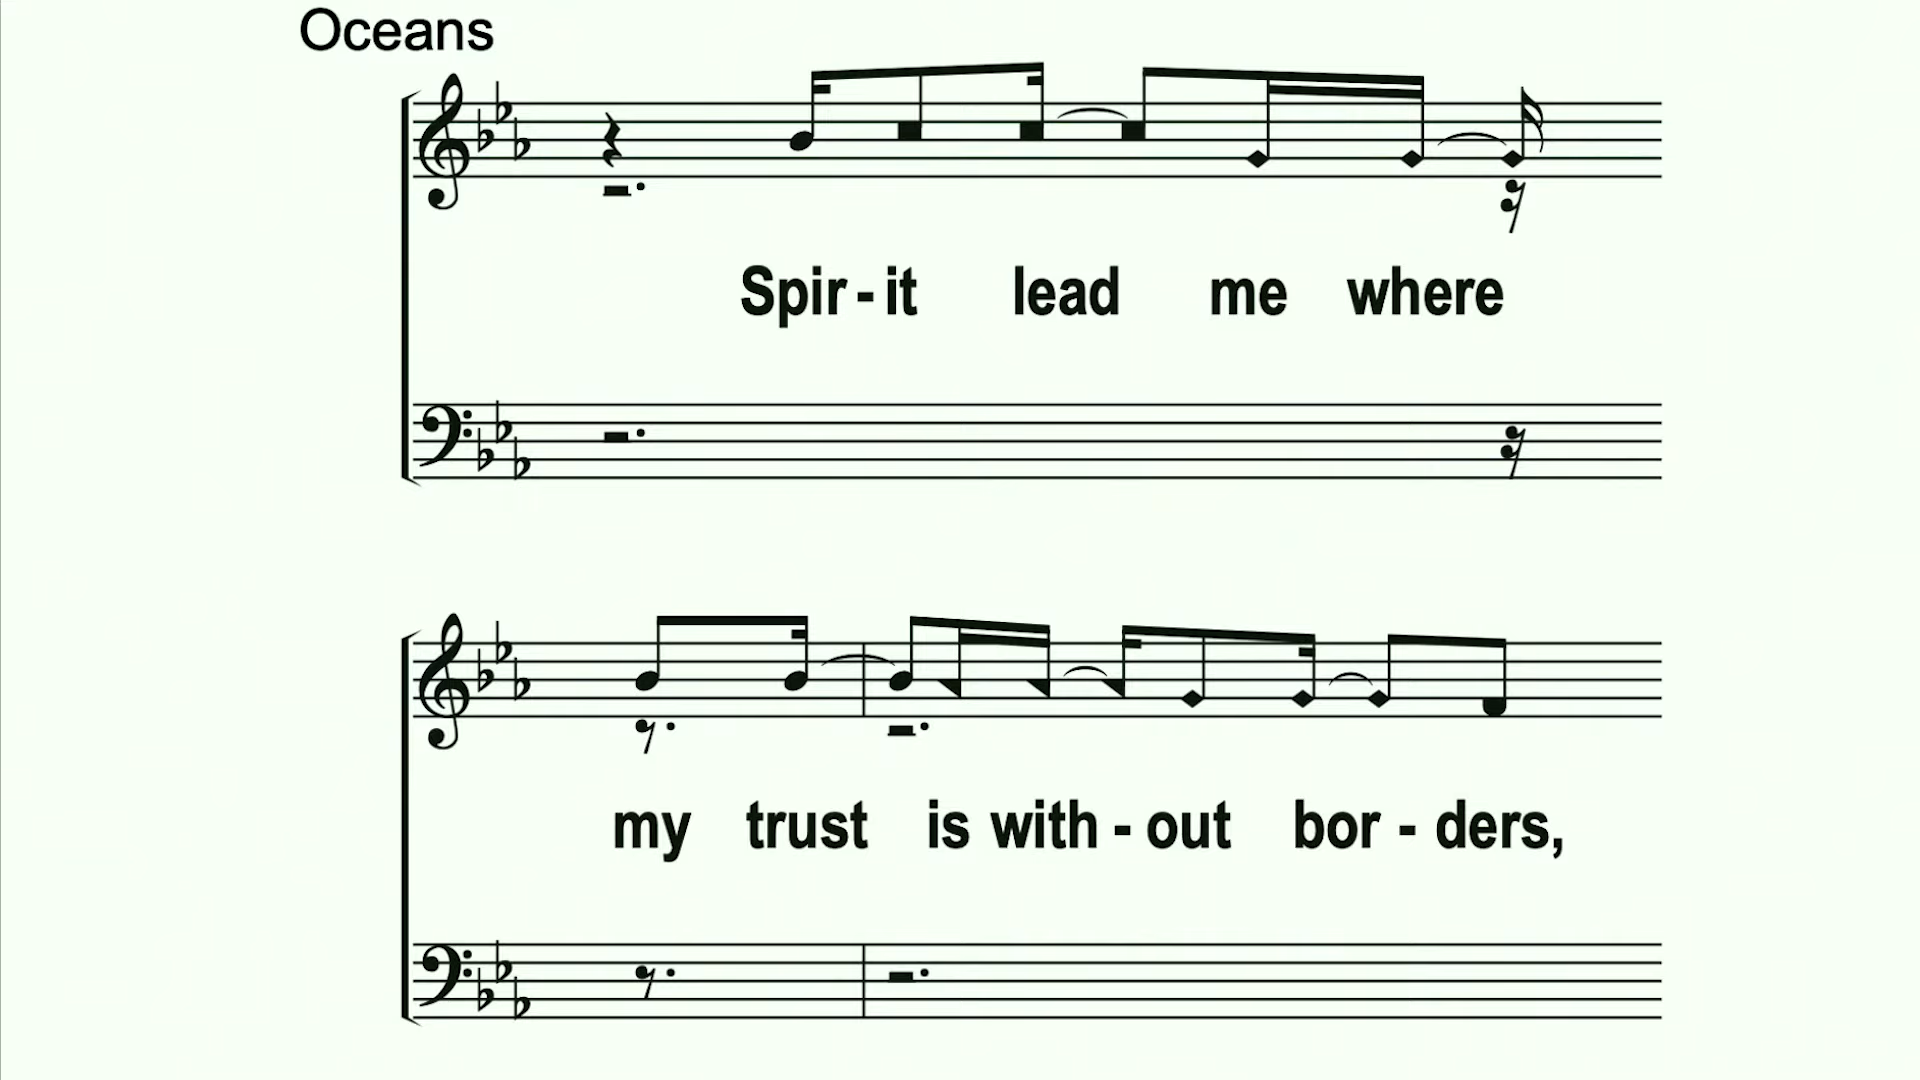 Oceans
Spir - it lead me where
my trust is with - out bor - ders,